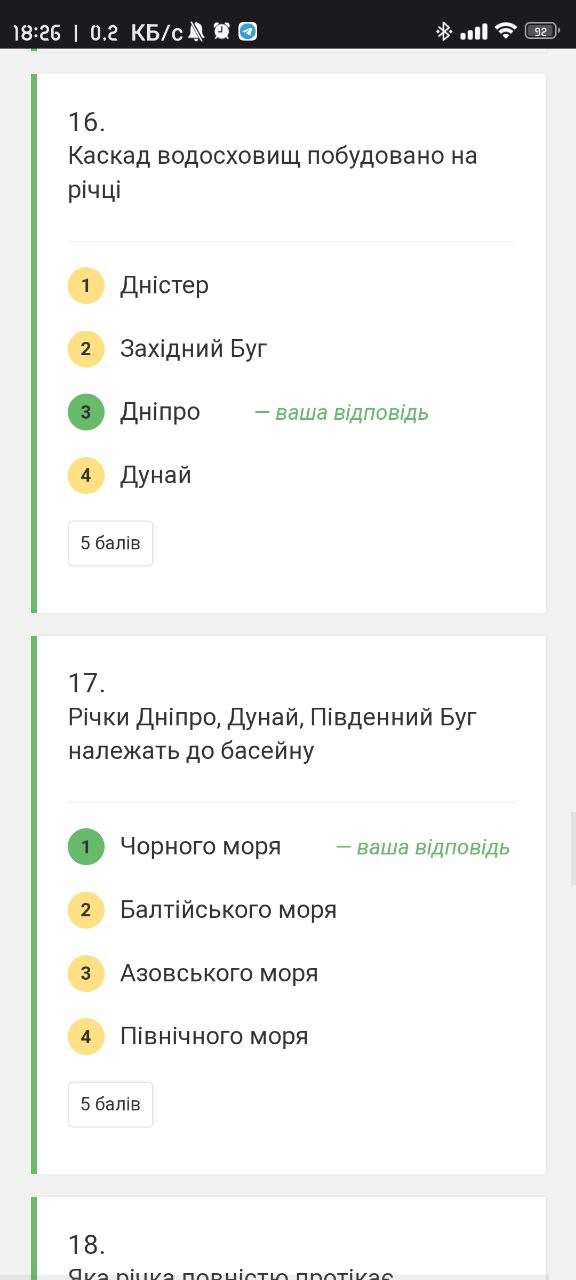 18:26 | 0.2 КБ/с
92
16.
Каскад водосховищ побудовано на
річці
1 Дністер
2 Західний Буг
3 Дніпро — ваша відповідь
4 Дунай
5 балів
17.
Річки Дніпро, Дунай, Південний Буг
належать до басейну
1 Чорного моря — ваша відповідь
2 Балтійського моря
3 Азовського моря
4 Північного моря
5 балів
18.
Яка річка повністю протікає